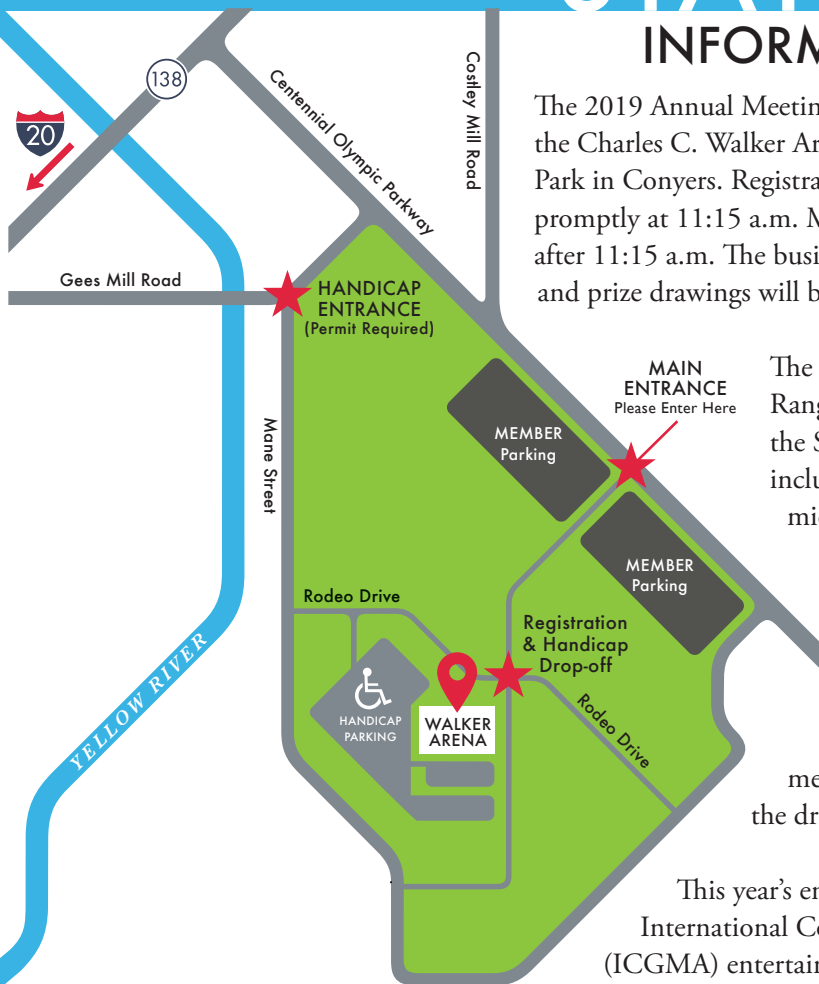 INFORM
The 2019 Annual Meetin
the Charles C. Walker Ar
Park in Conyers. Registra
promptly at 11:15 a.m. M
after 11:15 a.m. The busi
and prize drawings will b
The
Rang
the S
inclu
mi
me
the dr
This year's en
International Co
(ICGMA) entertain
138
20
Centennial Olympic Parkway
Costley Mill Road
Gees Mill Road
HANDICAP
ENTRANCE
(Permit Required)
MAIN
ENTRANCE
Please Enter Here
MEMBER
Parking
Mane Street
MEMBER
Parking
Rodeo Drive
Registration
& Handicap
Drop-off
YELLOW RIVER
HANDICAP
PARKING
WALKER
ARENA
Rodeo Drive